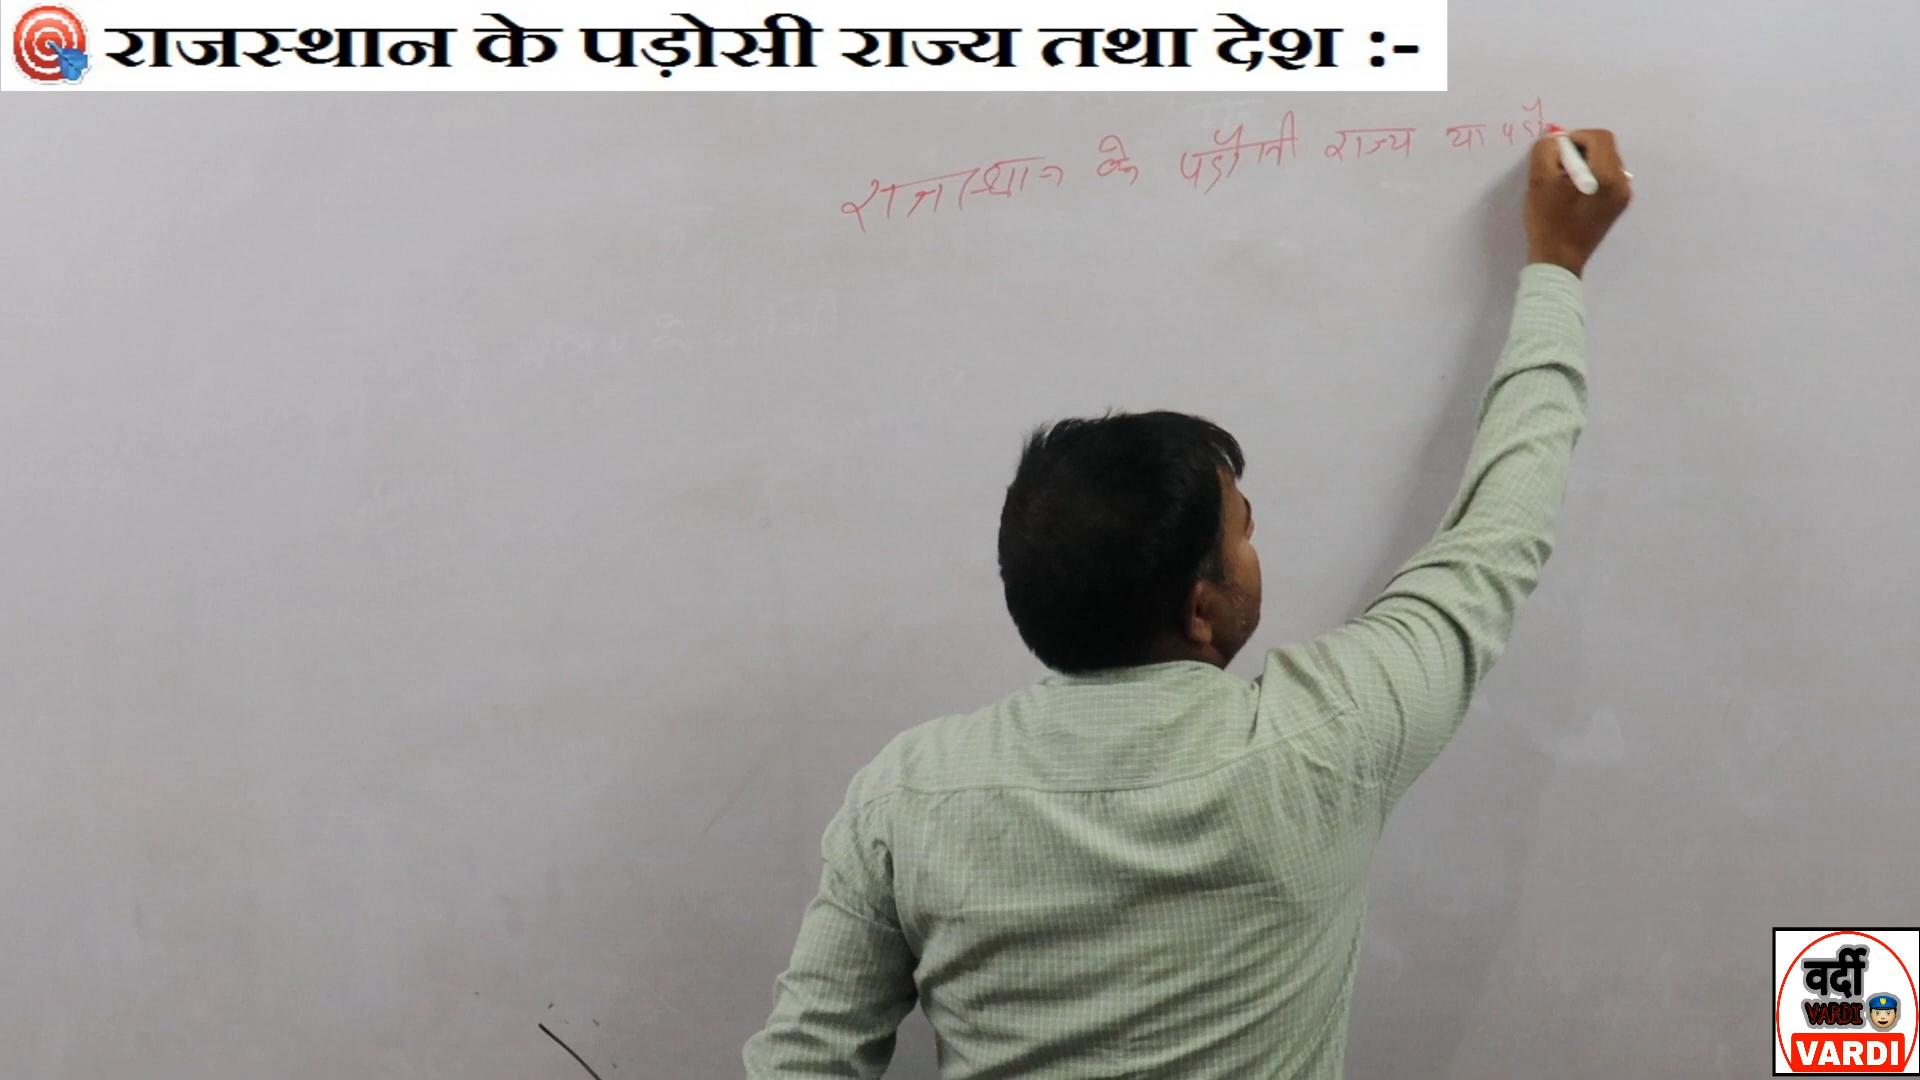 राजस्थान के पड़ोसी राज्य तथा देश :-
राजस्थान के पड़ौसी राज्य या
वर्दी
VARDI
VARDI